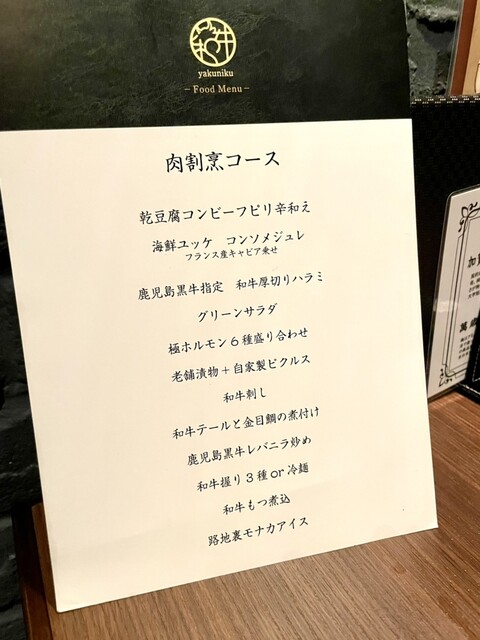 yakuniku
– Food Menu –
肉割烹コース
乾豆腐コンビーフピリ辛和え
海鮮ユッケ　コンソメジュレ
フランス産キャビア乗せ
鹿児島黒牛指定　和牛厚切りハラミ
グリーンサラダ
極ホルモン6種盛り合わせ
老舗漬物+自家製ピクルス
和牛刺し
和牛テールと金目鯛の煮付け
鹿児島黒牛レバニラ炒め
和牛握り3種or冷麺
和牛もつ煮込
路地裏モナカアイス